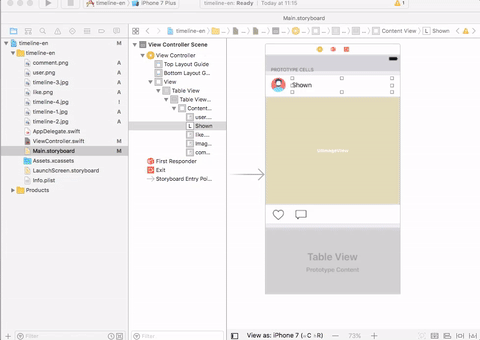 timeline-en
iPhone 7 Plus
timeline-en: Ready
Today at 11:15
1
Main.storyboard
timeline-en
M
timeline-en
comment.png
A
user.png
A
timeline-3.jpg
A
like.png
A
timeline-4.jpg
!
timeline-1.jpg
A
timeline-2.jpg
A
AppDelegate.swift
ViewController.swift
M
Main.storyboard
M
Assets.xcassets
LaunchScreen.storyboard
Info.plist
Products
Filter
View Controller Scene
View Controller
Top Layout Guide
Bottom Layout G...
View
Table View
Table View...
Content...
user....
L Shown
like....
Imag...
com...
First Responder
Exit
Storyboard Entry Poi...
Filter
timeline-en
M...
M...
Content View
L Shown
PROTOTYPE CELLS
Shown
UIImageView
Table View
Prototype Content
View as: iPhone 7 (wC hR)
73%